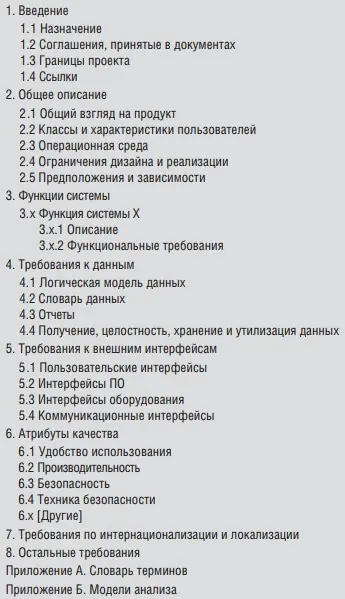 1. Введение
1.1 Назначение
1.2 Соглашения, принятые в документах
1.3 Границы проекта
1.4 Ссылки
2. Общее описание
2.1 Общий взгляд на продукт
2.2 Классы и характеристики пользователей
2.3 Операционная среда
2.4 Ограничения дизайна и реализации
2.5 Предположения и зависимости
3. Функции системы
3.x Функция системы X
3.x.1 Описание
3.x.2 Функциональные требования
4. Требования к данным
4.1 Логическая модель данных
4.2 Словарь данных
4.3 Отчеты
4.4 Получение, целостность, хранение и утилизация данных
5. Требования к внешним интерфейсам
5.1 Пользовательские интерфейсы
5.2 Интерфейсы ПО
5.3 Интерфейсы оборудования
5.4 Коммуникационные интерфейсы
6. Атрибуты качества
6.1 Удобство использования
6.2 Производительность
6.3 Безопасность
6.4 Техника безопасности
6.x [Другие]
7. Требования по интернационализации и локализации
8. Остальные требования
Приложение А. Словарь терминов
Приложение Б. Модели анализа